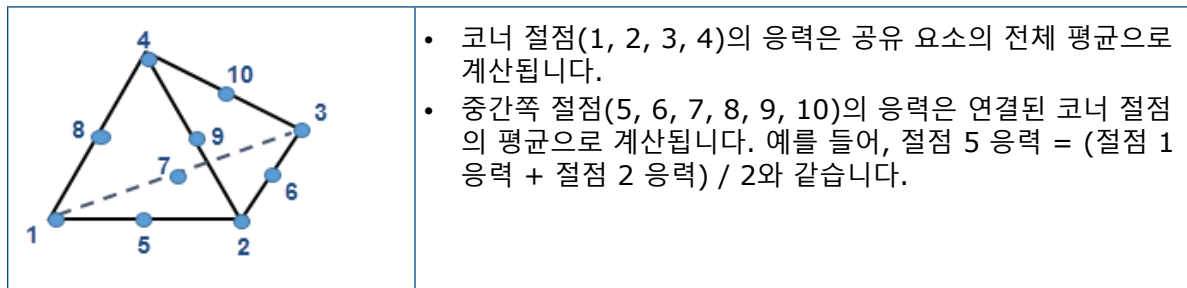 4
10
3
8
9
7
6
1
5
2
• 코너 절점(1, 2, 3, 4)의 응력은 공유 요소의 전체 평균으로
계산됩니다.
• 중간쪽 절점(5, 6, 7, 8, 9, 10)의 응력은 연결된 코너 절점
의 평균으로 계산됩니다. 예를 들어, 절점 5 응력 = (절점 1
응력 + 절점 2 응력) / 2와 같습니다.